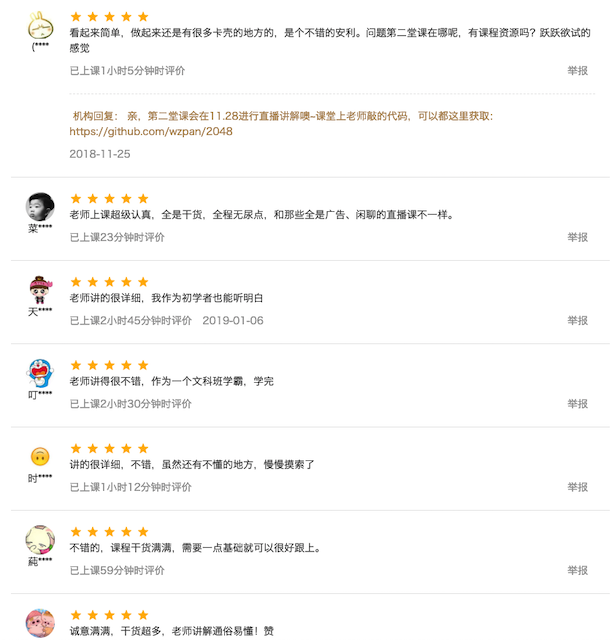 看起来简单，做起来还是有很多卡壳的地方的，是个不错的安利。问题第二堂课在哪呢，有课程资源吗？跃跃欲试的
感觉
(****
已上课1小时5分钟时评价 举报
机构回复： 亲，第二堂课会在11.28进行直播讲解噢~课堂上老师敲的代码，可以都这里获取：
https://github.com/wzpan/2048
2018-11-25
老师上课超级认真，全是干货，全程无尿点，和那些全是广告、闲聊的直播课不一样。
菜****
已上课23分钟时评价 举报
老师讲的很详细，我作为初学者也能听明白
天****
已上课2小时45分钟时评价 2019-01-06 举报
老师讲得很不错，作为一个文科班学霸，学完
叮****
已上课2小时30分钟时评价 举报
讲的很详细，不错，虽然还有不懂的地方，慢慢摸索了
时****
已上课1小时12分钟时评价 举报
不错的，课程干货满满，需要一点基础就可以很好跟上。
莼****
已上课59分钟时评价 举报
诚意满满，干货超多，老师讲解通俗易懂！赞